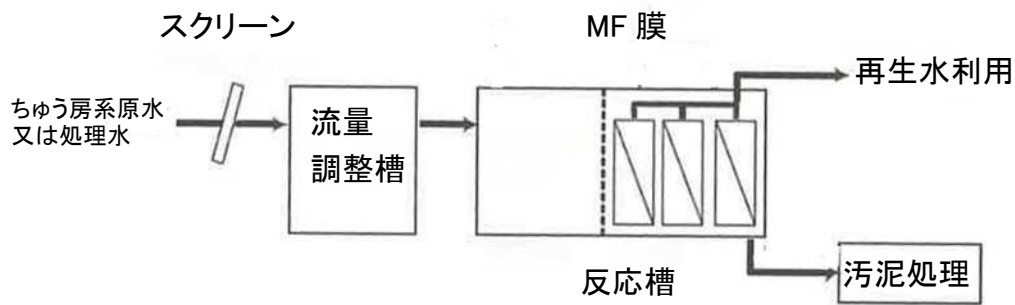 スクリーン
MF 膜
再生水利用
ちゅう房系原水
又は処理水
流量
調整槽
反応槽
汚泥処理